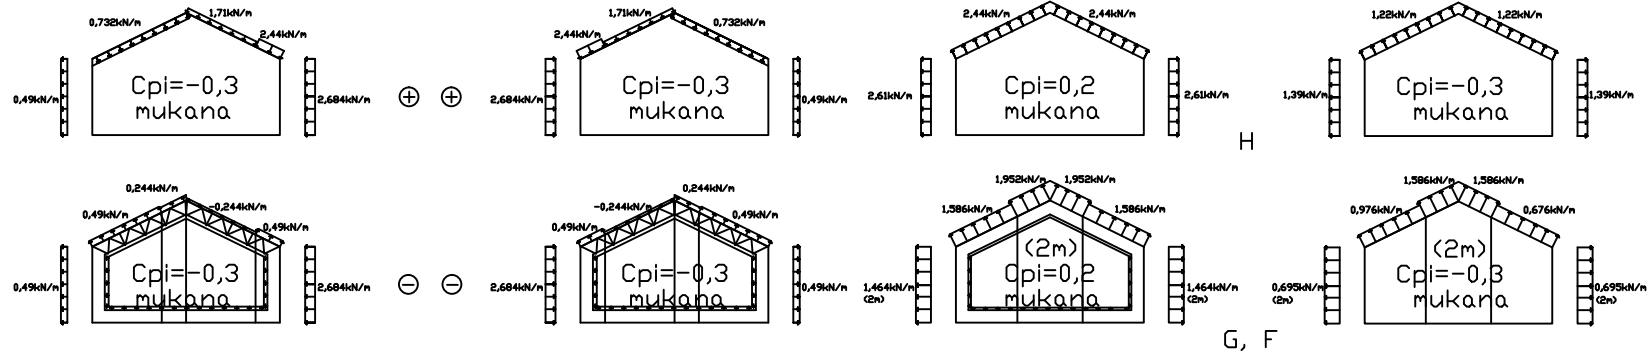 0,732kN/m 1,71kN/m
2,44kN/m
0,49kN/m 2,684kN/m
Cpi=-0,3
mukana
+ +
1,71kN/m 0,732kN/m
2,44kN/m
2,684kN/m 0,49kN/m
Cpi=-0,3
mukana
2,44kN/m 2,44kN/m
2,61kN/m 2,61kN/m
Cpi=0,2
mukana
H
1,22kN/m 1,22kN/m
1,39kN/m 1,39kN/m
Cpi=-0,3
mukana
0,244kN/m
0,49kN/m -0,244kN/m
-0,49kN/m
0,49kN/m 2,684kN/m
Cpi=-0,3
mukana
- -
0,244kN/m
-0,244kN/m 0,49kN/m
0,49kN/m
2,684kN/m 0,49kN/m
Cpi=-0,3
mukana
1,952kN/m 1,952kN/m
1,586kN/m 1,586kN/m
(2m)
Cpi=0,2
mukana
1,464kN/m 1,464kN/m
(2m) (2m)
G, F
1,586kN/m 1,586kN/m
0,976kN/m 0,676kN/m
(2m)
Cpi=-0,3
mukana
0,695kN/m 0,695kN/m
(2m) (2m)